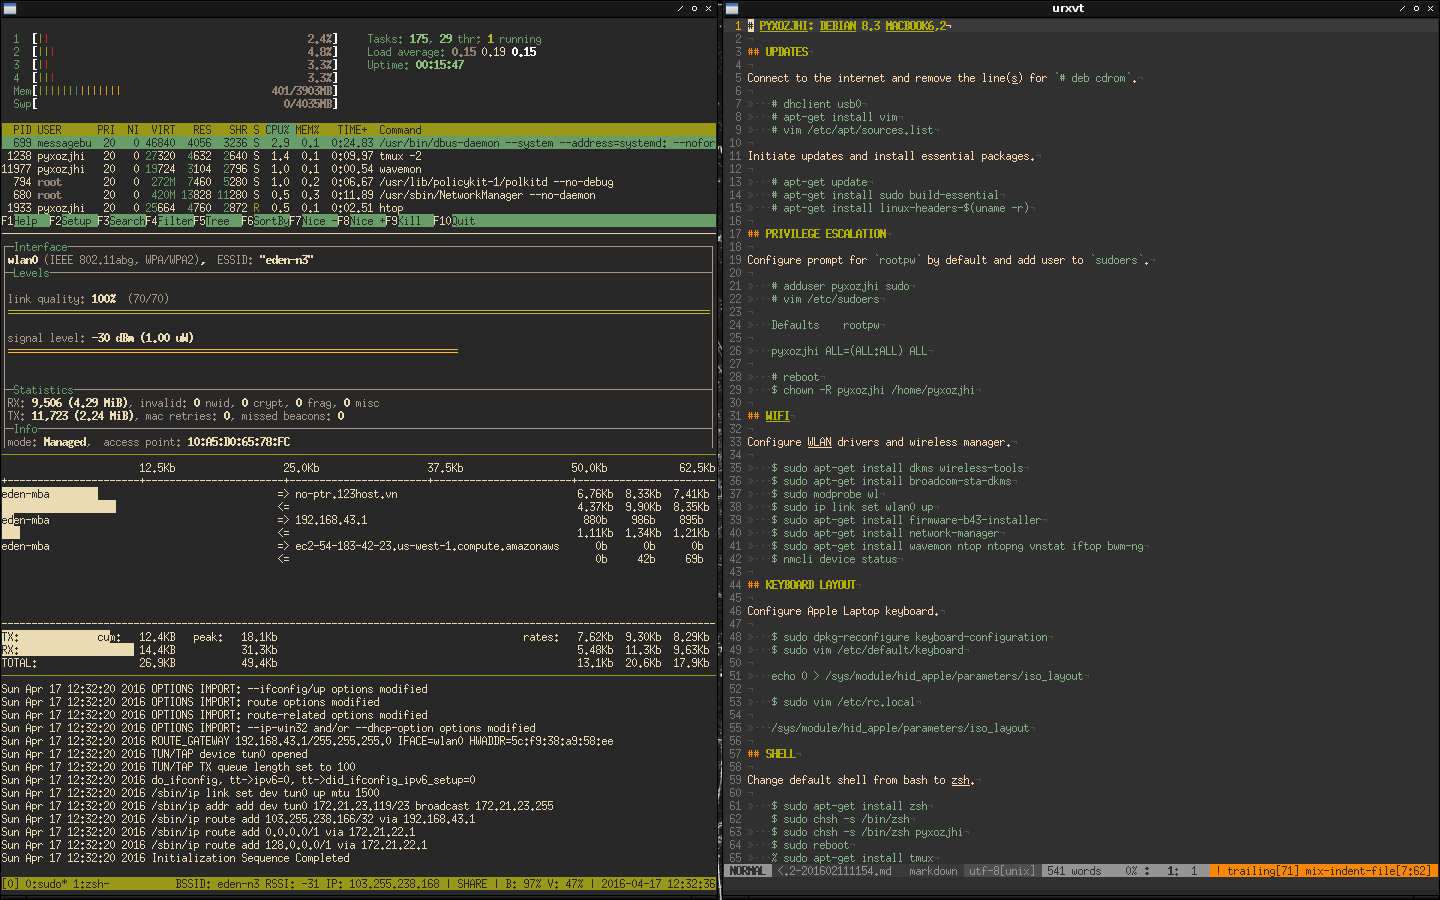 1 [|| 2.4%] Tasks: 175, 29 thr; 1 running
2 [||| 4.8%] Load average: 0.15 0.19 0.15
3 [||| 3.3%] Uptime: 00:15:47
4 [||| 3.3%]
Mem[|||||||||||||| 401/3903MB]
Swp[ 0/4035MB]
PID USER PRI NI VIRT RES SHR S CPU% MEM% TIME+ Command
699 messagebu 20 0 46840 4056 3236 S 2.9 0.1 0:24.83 /usr/bin/dbus-daemon --system --address=systemd: --nofor
1238 pyxozjhi 20 0 27320 4632 2640 S 1.4 0.1 0:09.97 tmux -2
11977 pyxozjhi 20 0 19724 3104 2796 S 1.0 0.1 0:00.54 wavemon
794 root 20 0 272M 7460 5280 S 1.0 0.2 0:06.67 /usr/lib/policykit-1/polkitd --no-debug
680 root 20 0 420M 13828 11280 S 0.5 0.3 0:11.89 /usr/sbin/NetworkManager --no-daemon
1933 pyxozjhi 20 0 25664 4760 2872 R 0.5 0.1 0:02.51 htop
F1Help F2Setup F3SearchF4FilterF5Tree F6SortByF7Nice -F8Nice +F9Kill F10Quit
Interface
wlan0 (IEEE 802.11abg, WPA/WPA2), ESSID: "eden-n3"
Levels
link quality: 100% (70/70)
signal level: -30 dBm (1.00 uW)
Statistics
RX: 9,506 (4.29 MiB), invalid: 0 nwid, 0 crypt, 0 frag, 0 misc
TX: 11,723 (2.24 MiB), mac retries: 0, missed beacons: 0
Info
mode: Managed, access point: 10:A5:D0:65:78:FC
12.5Kb 25.0Kb 37.5Kb 50.0Kb 62.5Kb
eden-mba => no-ptr.123host.vn 6.76Kb 8.33Kb 7.41Kb
<= 4.37Kb 9.90Kb 8.35Kb
eden-mba => 192.168.43.1 880b 986b 895b
<= 1.11Kb 1.34Kb 1.21Kb
eden-mba => ec2-54-183-42-23.us-west-1.compute.amazonaws 0b 0b 0b
<= 0b 42b 69b
TX: cum: 12.4KB peak: 18.1Kb rates: 7.62Kb 9.30Kb 8.29Kb
RX: 14.4KB 31.3Kb 5.48Kb 11.3Kb 9.63Kb
TOTAL: 26.9KB 49.4Kb 13.1Kb 20.6Kb 17.9Kb
Sun Apr 17 12:32:20 2016 OPTIONS IMPORT: --ifconfig/up options modified
Sun Apr 17 12:32:20 2016 OPTIONS IMPORT: route options modified
Sun Apr 17 12:32:20 2016 OPTIONS IMPORT: route-related options modified
Sun Apr 17 12:32:20 2016 OPTIONS IMPORT: --ip-win32 and/or --dhcp-option options modified
Sun Apr 17 12:32:20 2016 ROUTE_GATEWAY 192.168.43.1/255.255.255.0 IFACE=wlan0 HWADDR=5c:f9:38:a9:58:ee
Sun Apr 17 12:32:20 2016 TUN/TAP device tun0 opened
Sun Apr 17 12:32:20 2016 TUN/TAP TX queue length set to 100
Sun Apr 17 12:32:20 2016 do_ifconfig, tt->ipv6=0, tt->did_ifconfig_ipv6_setup=0
Sun Apr 17 12:32:20 2016 /sbin/ip link set dev tun0 up mtu 1500
Sun Apr 17 12:32:20 2016 /sbin/ip addr add dev tun0 172.21.23.119/23 broadcast 172.21.23.255
Sun Apr 17 12:32:20 2016 /sbin/ip route add 103.255.238.166/32 via 192.168.43.1
Sun Apr 17 12:32:20 2016 /sbin/ip route add 0.0.0.0/1 via 172.21.22.1
Sun Apr 17 12:32:20 2016 /sbin/ip route add 128.0.0.0/1 via 172.21.22.1
Sun Apr 17 12:32:20 2016 Initialization Sequence Completed
[0] 0:sudo* 1:zsh- BSSID: eden-n3 RSSI: -31 IP: 103.255.238.168 | SHARE | B: 97% V: 47% | 2016-04-17 12:32:36
urxvt
1 # PYXOZJHI: DEBIAN 8.3 MACBOOK6,2¬
2 ¬
3 ## UPDATES¬
4 ¬
5 Connect to the internet and remove the line(s) for `# deb cdrom`.¬
6 ¬
7 »··· # dhclient usb0¬
8 »··· # apt-get install vim¬
9 »··· # vim /etc/apt/sources.list¬
10 ¬
11 Initiate updates and install essential packages.¬
12 ¬
13 »··· # apt-get update¬
14 »··· # apt-get install sudo build-essential¬
15 »··· # apt-get install linux-headers-$(uname -r)¬
16 ¬
17 ## PRIVILEGE ESCALATION¬
18 ¬
19 Configure prompt for `rootpw` by default and add user to `sudoers`.¬
20 ¬
21 »··· # adduser pyxozjhi sudo¬
22 »··· # vim /etc/sudoers¬
23 ¬
24 »··· Defaults    rootpw¬
25 ¬
26 »··· pyxozjhi ALL=(ALL:ALL) ALL¬
27 ¬
28 »··· # reboot¬
29 »··· $ chown -R pyxozjhi /home/pyxozjhi¬
30 ¬
31 ## WIFI¬
32 ¬
33 Configure WLAN drivers and wireless manager.¬
34 ¬
35 »··· $ sudo apt-get install dkms wireless-tools¬
36 »··· $ sudo apt-get install broadcom-sta-dkms¬
37 »··· $ sudo modprobe wl¬
38 »··· $ sudo ip link set wlan0 up¬
39 »··· $ sudo apt-get install firmware-b43-installer¬
40 »··· $ sudo apt-get install network-manager¬
41 »··· $ sudo apt-get install wavemon ntop ntopng vnstat iftop bwm-ng¬
42 »··· $ nmcli device status¬
43 ¬
44 ## KEYBOARD LAYOUT¬
45 ¬
46 Configure Apple Laptop keyboard.¬
47 ¬
48 »··· $ sudo dpkg-reconfigure keyboard-configuration¬
49 »··· $ sudo vim /etc/default/keyboard¬
50 ¬
51 »··· echo 0 > /sys/module/hid_apple/parameters/iso_layout¬
52 ¬
53 »··· $ sudo vim /etc/rc.local¬
54 ¬
55 »··· /sys/module/hid_apple/parameters/iso_layout¬
56 ¬
57 ## SHELL¬
58 ¬
59 Change default shell from bash to zsh.¬
60 ¬
61 »··· $ sudo apt-get install zsh¬
62 »··· $ sudo chsh -s /bin/zsh¬
63 »··· $ sudo chsh -s /bin/zsh pyxozjhi¬
64 »··· $ sudo reboot¬
65 »··· % sudo apt-get install tmux¬
NORMAL <.2-201602111154.md markdown utf-8[unix] 541 words 0% : 1: 1 ! trailing[71] mix-indent-file[7:62]